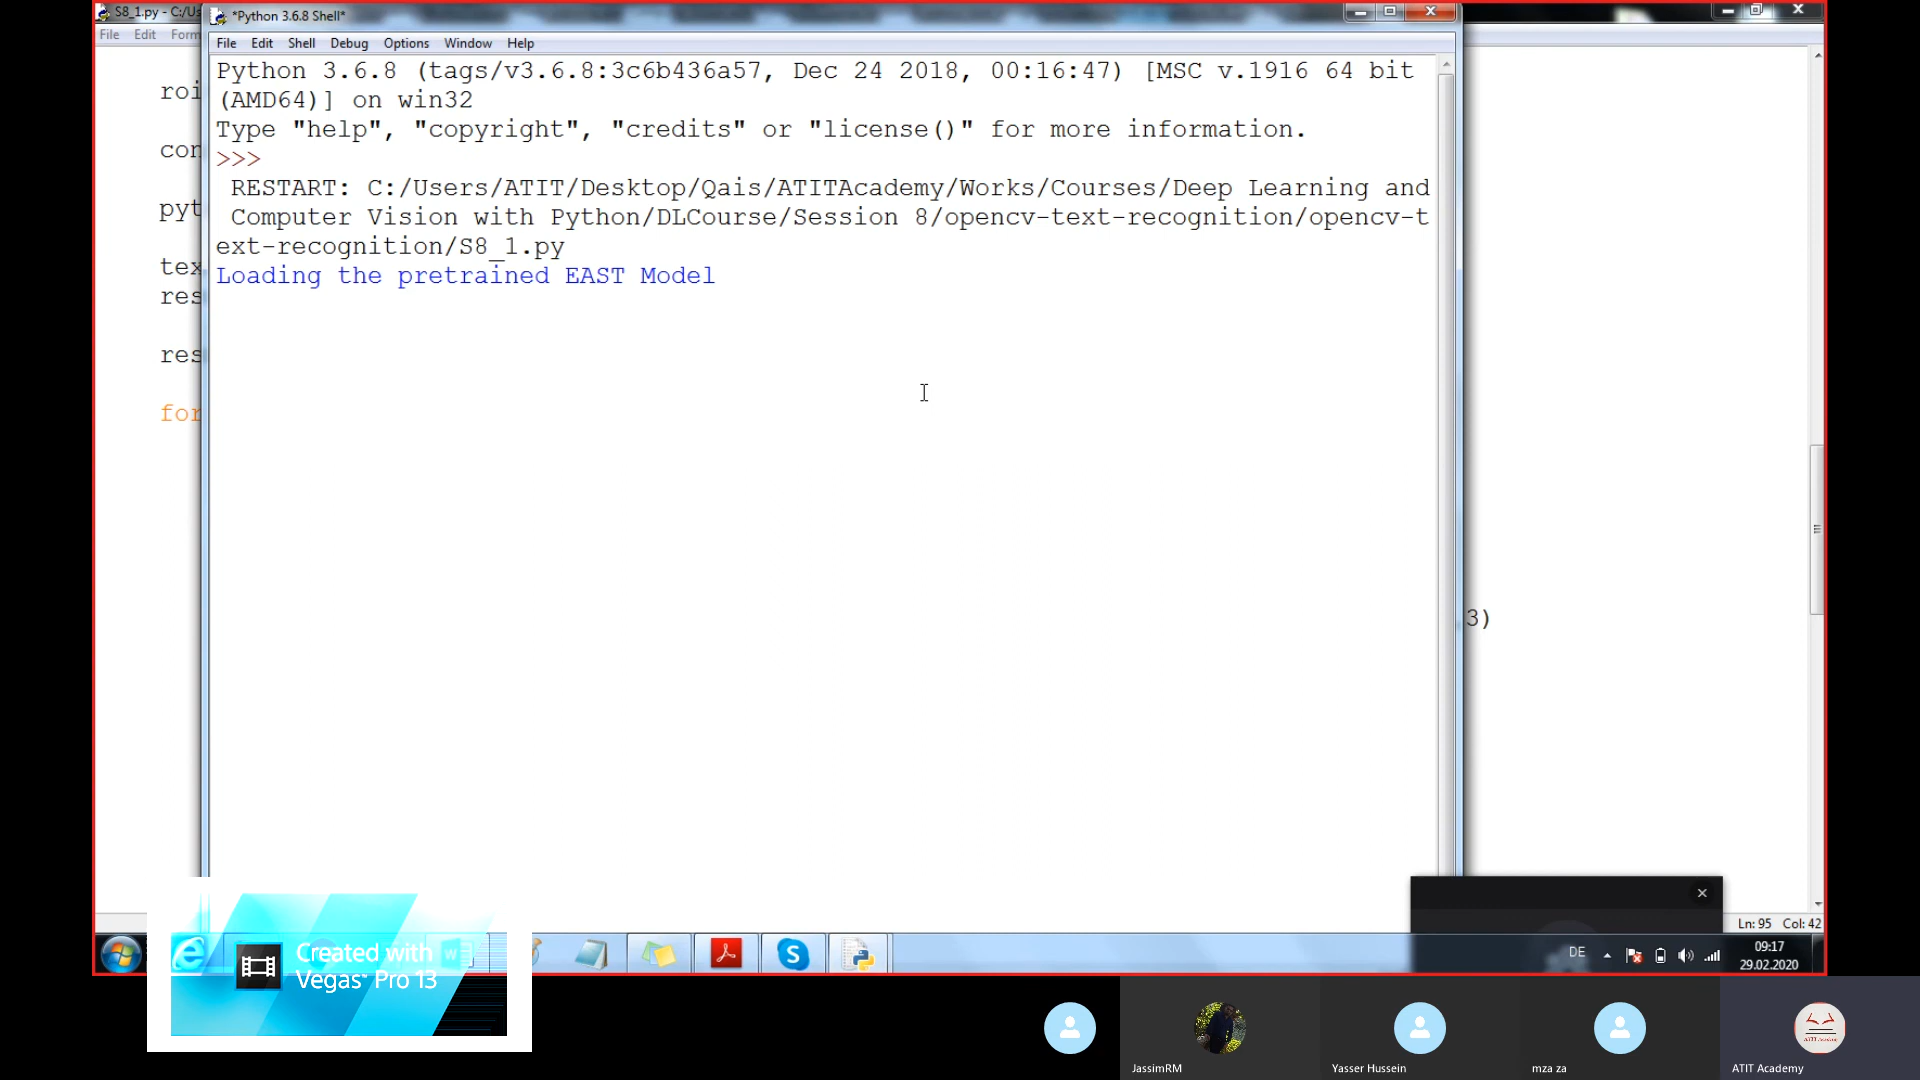 S8_1.py - C:/Us
*Python 3.6.8 Shell*
File Edit Form
File Edit Shell Debug Options Window Help
Python 3.6.8 (tags/v3.6.8:3c6b436a57, Dec 24 2018, 00:16:47) [MSC v.1916 64 bit
(AMD64)] on win32
Type "help", "copyright", "credits" or "license()" for more information.
>>>
RESTART: C:/Users/ATIT/Desktop/Qais/ATITAcademy/Works/Courses/Deep Learning and
Computer Vision with Python/DLCourse/Session 8/opencv-text-recognition/opencv-t
ext-recognition/S8_1.py
Loading the pretrained EAST Model
roi
con
pyt
tex
res
res
for
3)
Ln: 95 Col: 42
DE
09:17
29.02.2020
Created with
Vegas™ Pro 13
JassimRM
Yasser Hussein
mza za
ATIT Academy